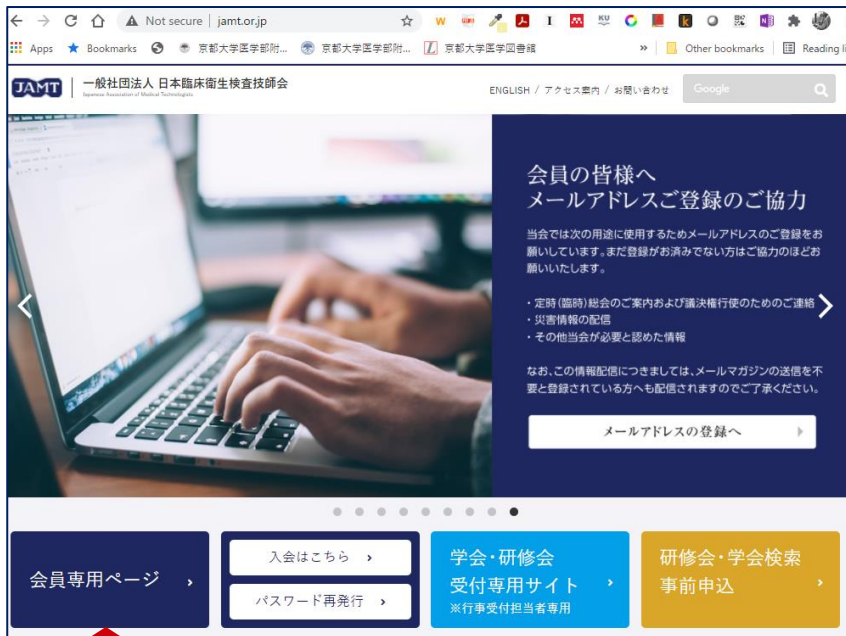 Not secure | jamt.or.jp
Apps Bookmarks 京都大学医学部附... 京都大学医学部附... 京都大学医学図書館 » Other bookmarks Reading li
JAMT 一般社団法人 日本臨床衛生検査技師会
Japanese Association of Medical Technologists
ENGLISH / アクセス案内 / お問い合わせ Google
会員の皆様へ
メールアドレスご登録のご協力
当会では次の用途に使用するためメールアドレスのご登録をお
願いしています。まだ登録がお済みでない方はご協力のほどお
願いいたします。
・定時(臨時)総会のご案内および議決権行使のためのご連絡
・災害情報の配信
・その他当会が必要と認めた情報
なお、この情報配信につきましては、メールマガジンの送信を不
要と登録されている方へも配信されますのでご了承ください。
メールアドレスの登録へ
会員専用ページ
入会はこちら
パスワード再発行
学会・研修会
受付専用サイト
※行事受付担当者専用
研修会・学会検索
事前申込